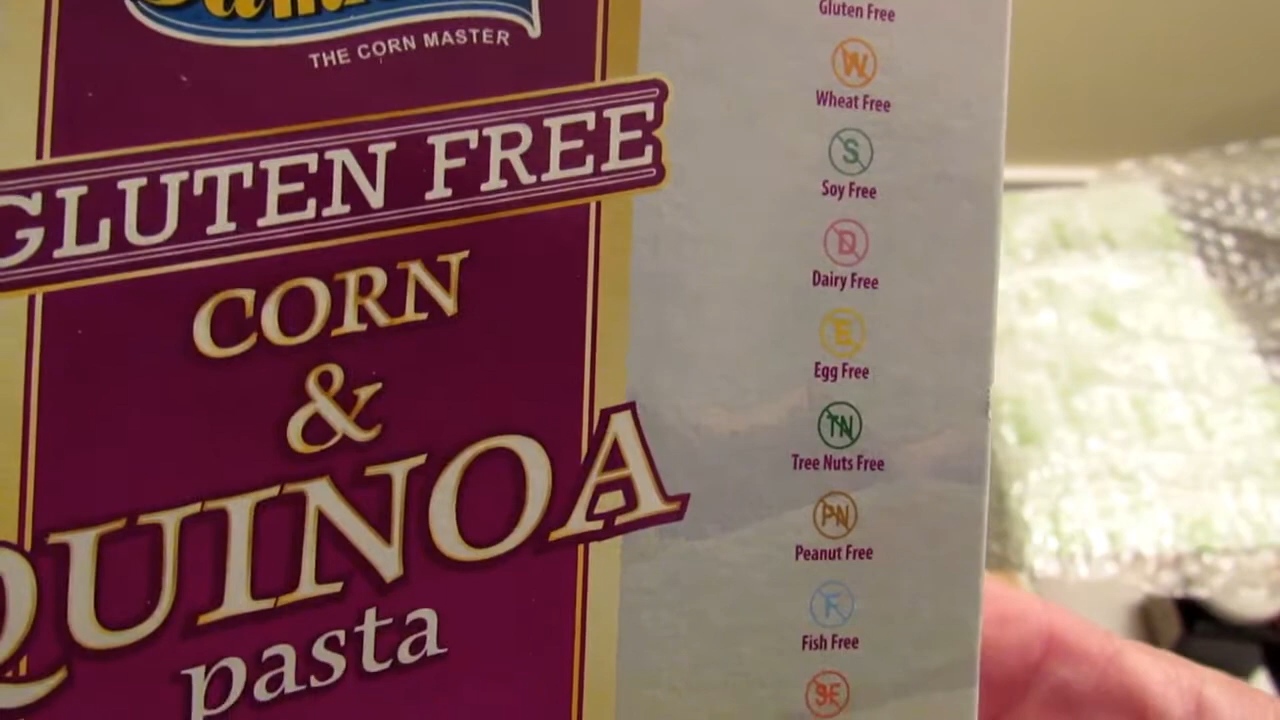 THE CORN MASTER
GLUTEN FREE
CORN
&
QUINOA
pasta
Gluten Free
W
Wheat Free
S
Soy Free
D
Dairy Free
E
Egg Free
TN
Tree Nuts Free
PN
Peanut Free
F
Fish Free
SF